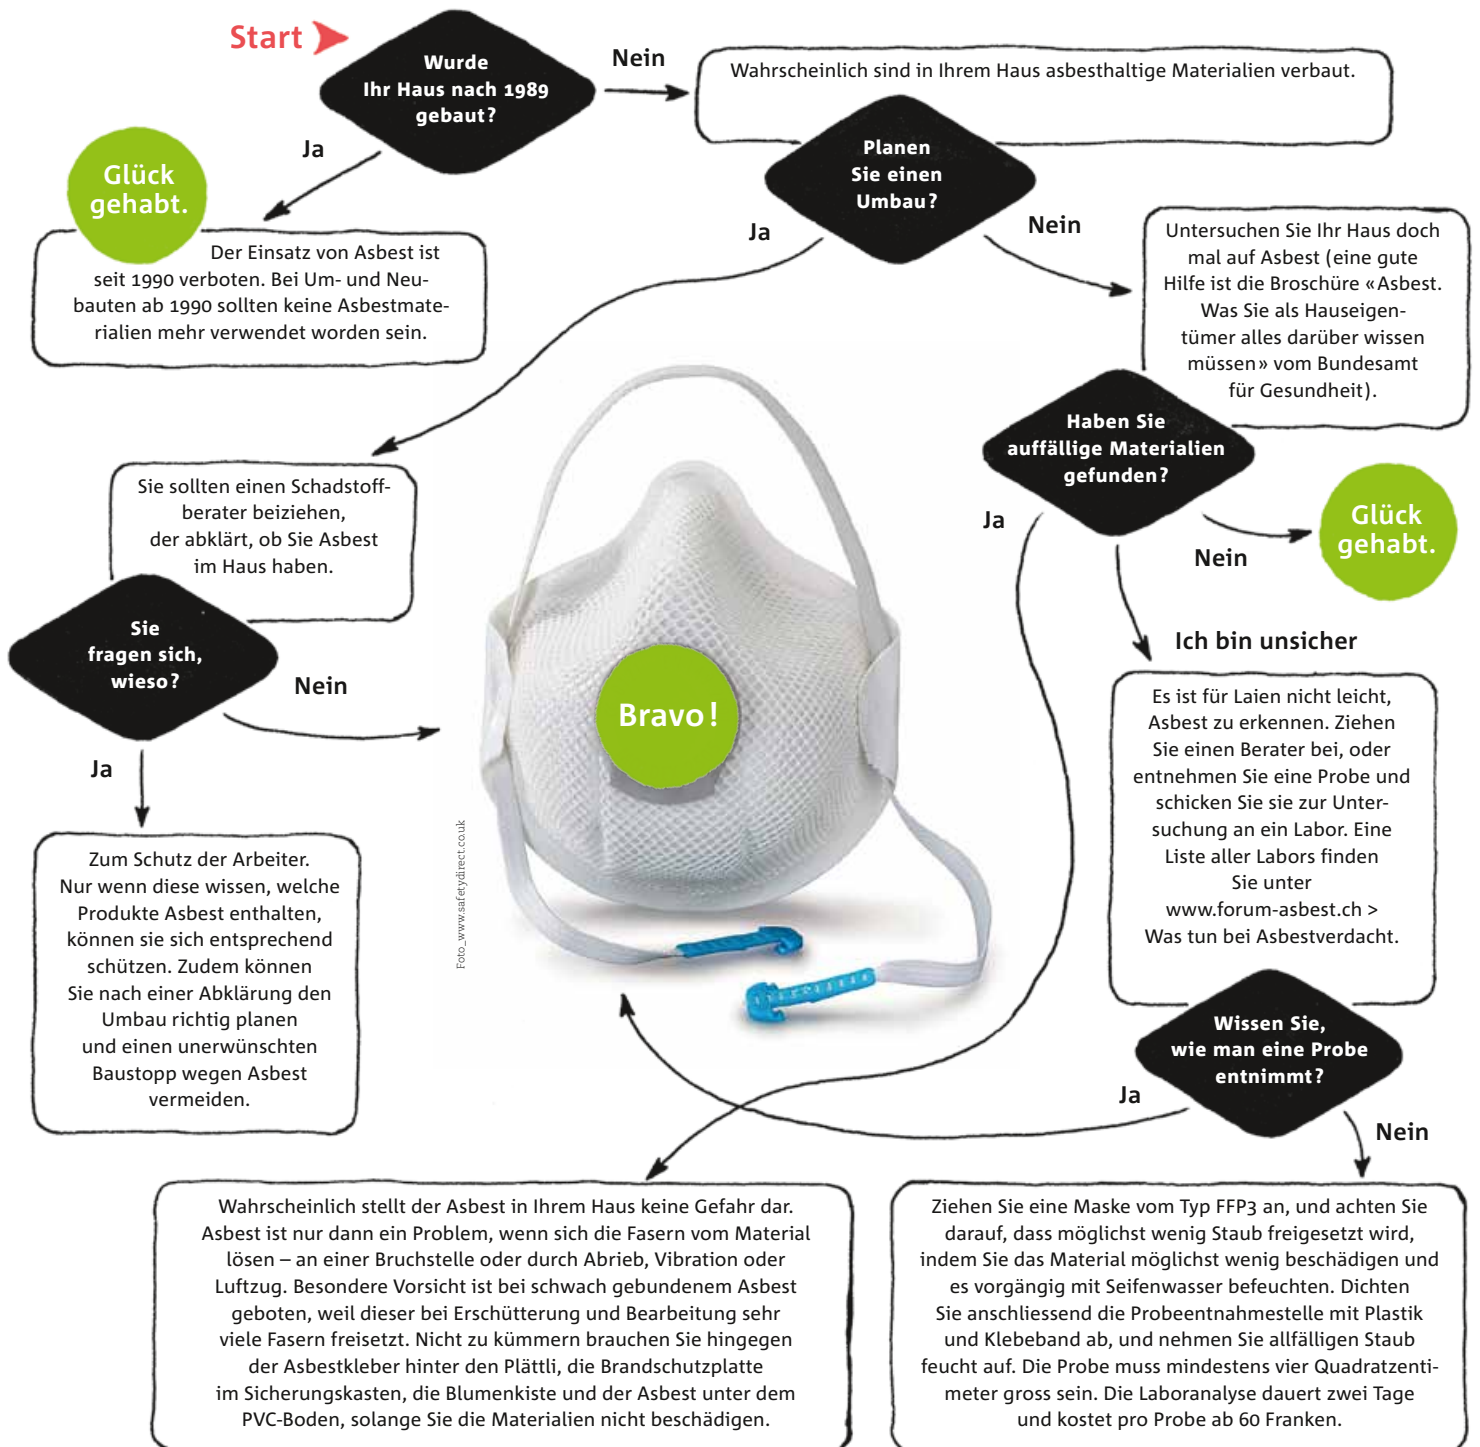 Start
Wurde
Ihr Haus nach 1989
gebaut?
Nein
Wahrscheinlich sind in Ihrem Haus asbesthaltige Materialien verbaut.
Planen
Sie einen
Umbau?
Ja
Glück
gehabt.
Der Einsatz von Asbest ist
seit 1990 verboten. Bei Um- und Neu-
bauten ab 1990 sollten keine Asbestmate-
rialien mehr verwendet worden sein.
Ja
Nein
Untersuchen Sie Ihr Haus doch
mal auf Asbest (eine gute
Hilfe ist die Broschüre «Asbest.
Was Sie als Hauseigen-
tümer alles darüber wissen
müssen» vom Bundesamt
für Gesundheit).
Haben Sie
auffällige Materialien
gefunden?
Ja
Nein
Glück
gehabt.
Sie sollten einen Schadstoff-
berater beiziehen,
der abklärt, ob Sie Asbest
im Haus haben.
Sie
fragen sich,
wieso?
Nein
Bravo!
Ja
Zum Schutz der Arbeiter.
Nur wenn diese wissen, welche
Produkte Asbest enthalten,
können sie sich entsprechend
schützen. Zudem können
Sie nach einer Abklärung den
Umbau richtig planen
und einen unerwünschten
Baustopp wegen Asbest
vermeiden.
Foto_www.safetydirect.co.uk
Ich bin unsicher
Es ist für Laien nicht leicht,
Asbest zu erkennen. Ziehen
Sie einen Berater bei, oder
entnehmen Sie eine Probe und
schicken Sie sie zur Unter-
suchung an ein Labor. Eine
Liste aller Labors finden
Sie unter
www.forum-asbest.ch >
Was tun bei Asbestverdacht.
Wissen Sie,
wie man eine Probe
entnimmt?
Ja
Nein
Wahrscheinlich stellt der Asbest in Ihrem Haus keine Gefahr dar.
Asbest ist nur dann ein Problem, wenn sich die Fasern vom Material
lösen – an einer Bruchstelle oder durch Abrieb, Vibration oder
Luftzug. Besondere Vorsicht ist bei schwach gebundenem Asbest
geboten, weil dieser bei Erschütterung und Bearbeitung sehr
viele Fasern freisetzt. Nicht zu kümmern brauchen Sie hingegen
der Asbestkleber hinter den Plättli, die Brandschutzplatte
im Sicherungskasten, die Blumenkiste und der Asbest unter dem
PVC-Boden, solange Sie die Materialien nicht beschädigen.
Ziehen Sie eine Maske vom Typ FFP3 an, und achten Sie
darauf, dass möglichst wenig Staub freigesetzt wird,
indem Sie das Material möglichst wenig beschädigen und
es vorgängig mit Seifenwasser befeuchten. Dichten
Sie anschliessend die Probeentnahmestelle mit Plastik
und Klebeband ab, und nehmen Sie allfälligen Staub
feucht auf. Die Probe muss mindestens vier Quadratzenti-
meter gross sein. Die Laboranalyse dauert zwei Tage
und kostet pro Probe ab 60 Franken.